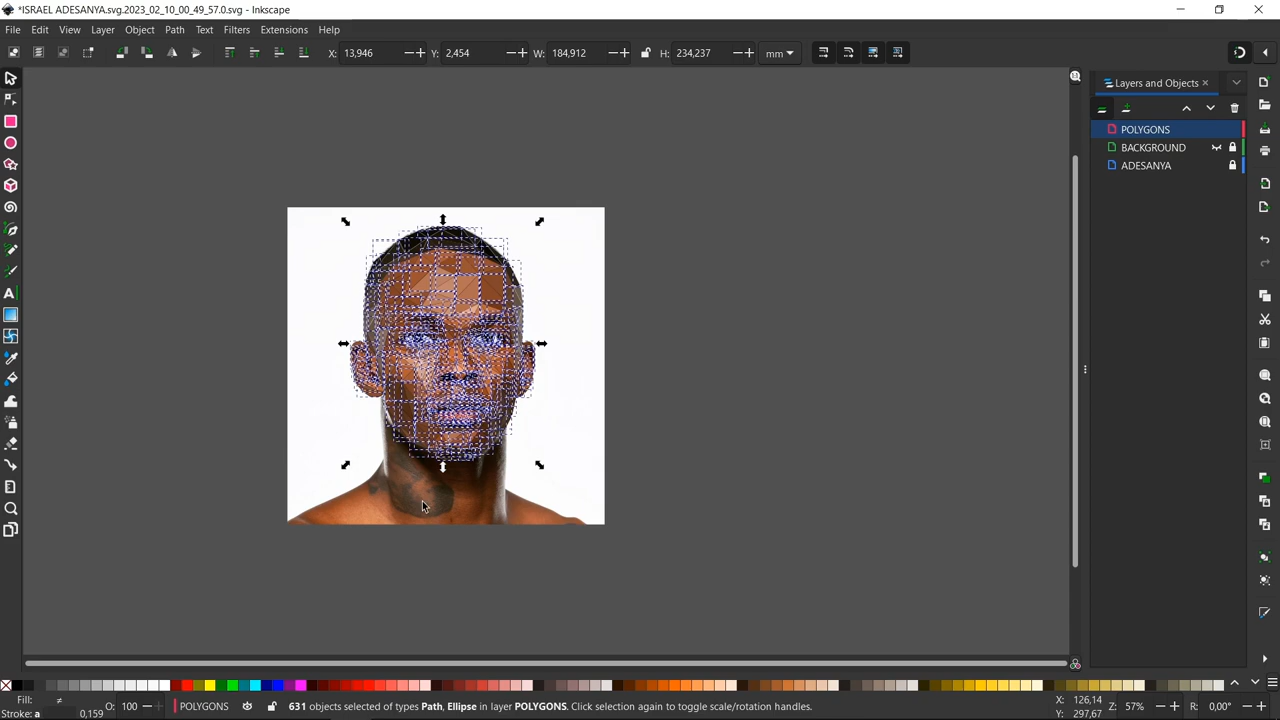 *ISRAEL ADESANYA.svg.2023_02_10_00_49_57.0.svg - Inkscape
File Edit View Layer Object Path Text Filters Extensions Help
X: 13,946 Y: 2,454 W: 184,912 H: 234,237 mm
Layers and Objects
POLYGONS
BACKGROUND
ADESANYA
Fill: ≠ O: 100 POLYGONS 631 objects selected of types Path, Ellipse in layer POLYGONS. Click selection again to toggle scale/rotation handles. X: 126,14 Z: 57% R: 0,00°
Stroke: a 0,159 Y: 297,67